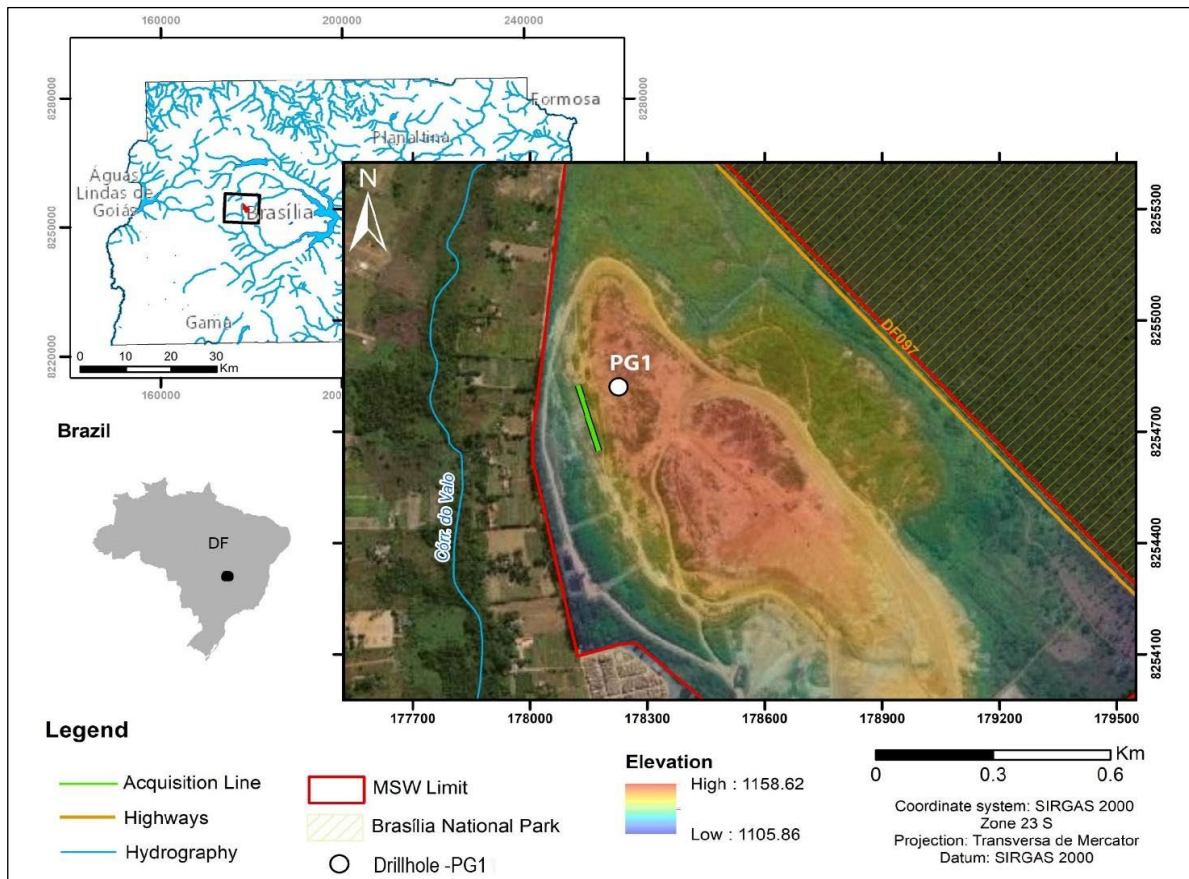 160000
200000
240000
8280000
8250000
8220000
8280000
Formosa
Planaltina
Águas
Lindas de
Goiás
Brasília
Gama
0 10 20 30
Km
160000
N
8255300
8255000
8254700
8254400
8254100
DF097
PG1
Córr. do Valo
177700
178000
178300
178600
178900
179200
179500
Brazil
DF
Legend
Acquisition Line
Highways
Hydrography
MSW Limit
Brasília National Park
Drillhole -PG1
Elevation
High : 1158.62
Low : 1105.86
Km
0 0.3 0.6
Coordinate system: SIRGAS 2000
Zone 23 S
Projection: Transversa de Mercator
Datum: SIRGAS 2000